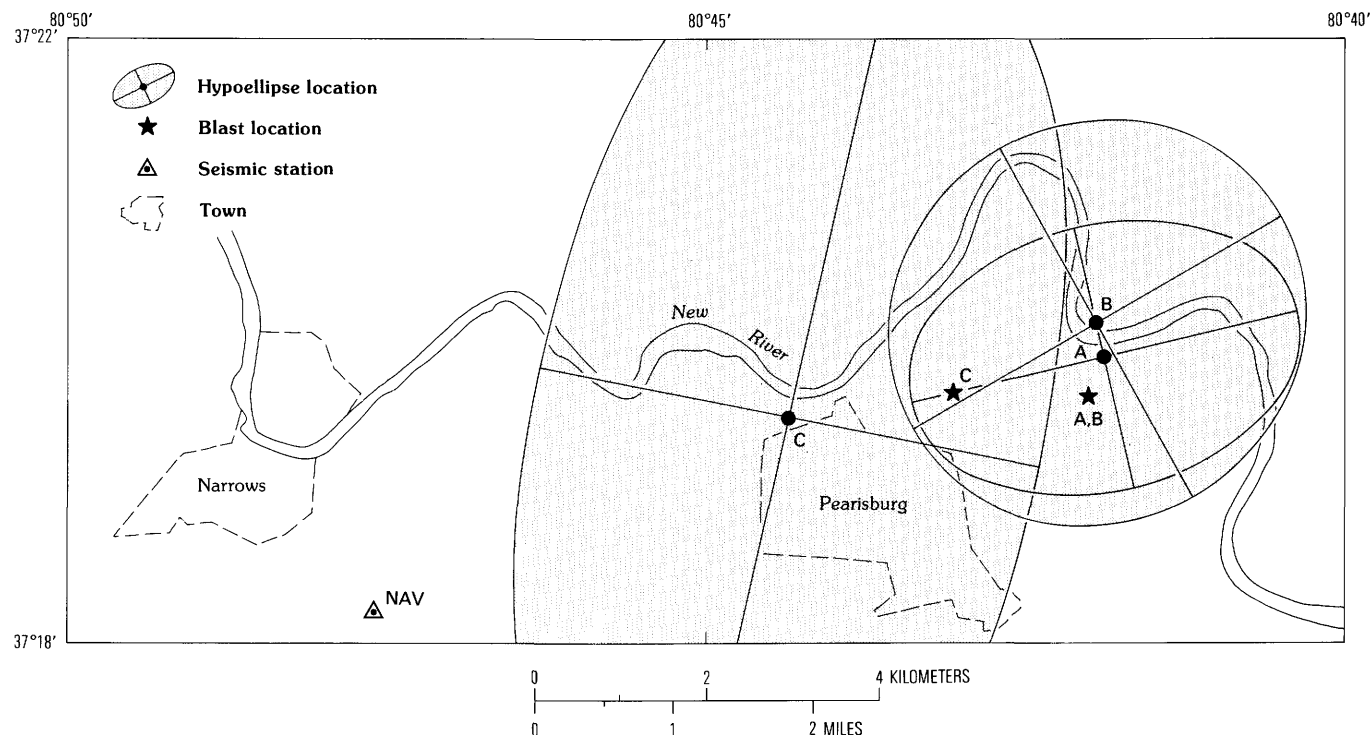 80°50' 80°45' 80°40'
37°22'
Hypoellipse location
Blast location
Seismic station
Town
New
River
B
A
C
A,B
C
Narrows
Pearisburg
NAV
37°18'
0 2 4 KILOMETERS
0 1 2 MILES